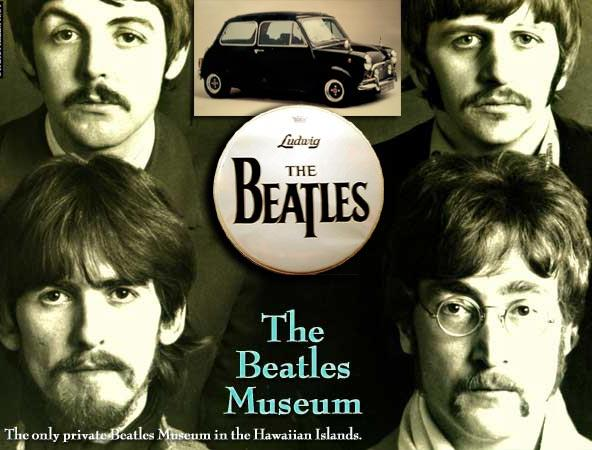 Ludwig
THE
BEATLES
The
Beatles
Museum
The only private Beatles Museum in the Hawaiian Islands.